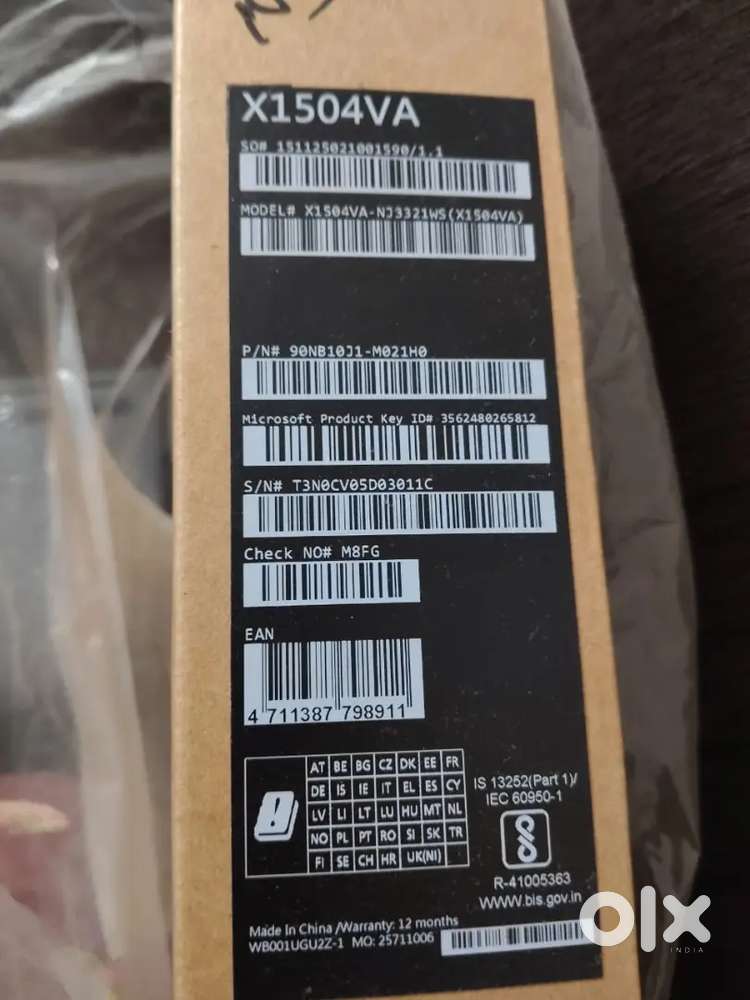 X1504VA
SO# 151125021001590/1.1
MODEL# X1504VA-NJ3321WS(X1504VA)
P/N# 90NB10J1-M021H0
Microsoft Product Key ID# 3562480265812
S/N# T3N0CV05D03011C
Check NO# M8FG
EAN
4 711387 798911
AT BE BG CZ DK EE FR
DE IS IE IT EL ES CY
LV LI LT LU HU MT NL
NO PL PT RO SI SK TR
FI SE CH HR UK(NI)
IS 13252(Part 1)/
IEC 60950-1
R-41005363
WWW.bis.gov.in
Made in China /Warranty: 12 months
WB001UGU2Z-1 MO: 25711006
olx
INDIA